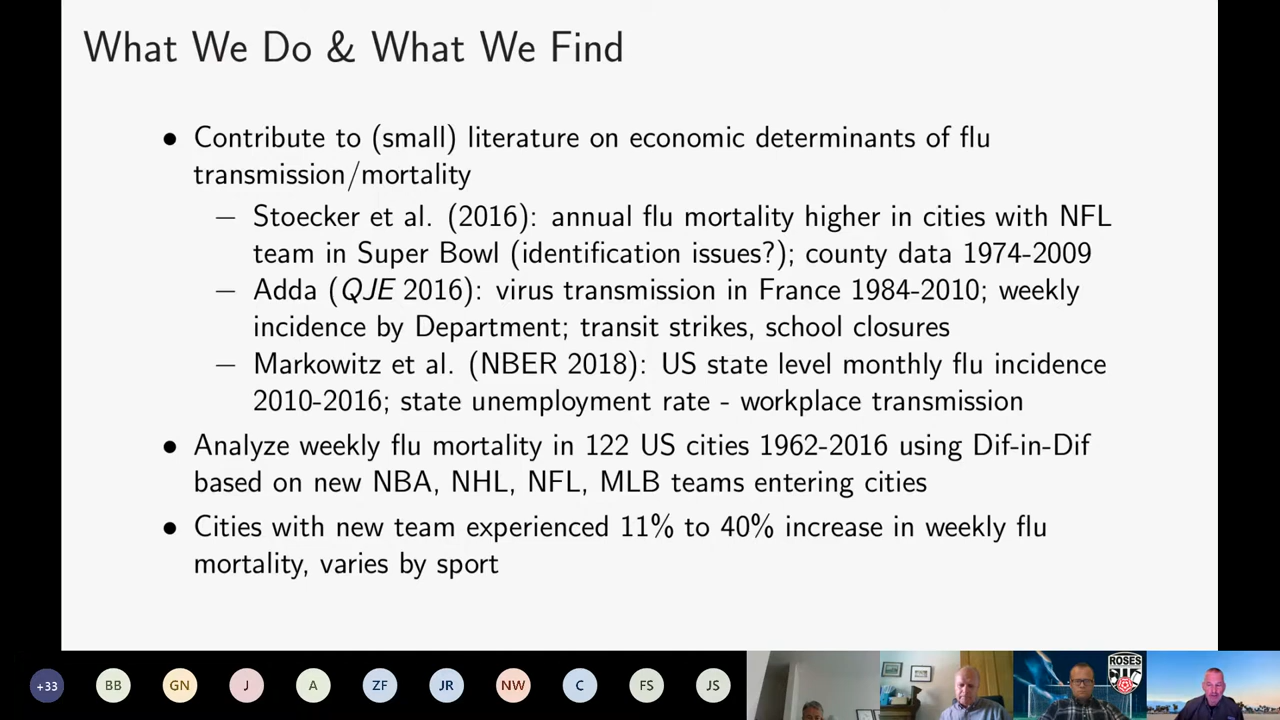 What We Do & What We Find
• Contribute to (small) literature on economic determinants of flu
transmission/mortality
— Stoecker et al. (2016): annual flu mortality higher in cities with NFL
team in Super Bowl (identification issues?); county data 1974-2009
— Adda (QJE 2016): virus transmission in France 1984-2010; weekly
incidence by Department; transit strikes, school closures
— Markowitz et al. (NBER 2018): US state level monthly flu incidence
2010-2016; state unemployment rate - workplace transmission
• Analyze weekly flu mortality in 122 US cities 1962-2016 using Dif-in-Dif
based on new NBA, NHL, NFL, MLB teams entering cities
• Cities with new team experienced 11% to 40% increase in weekly flu
mortality, varies by sport
+33 BB GN J A ZF JR NW C FS JS
ROSES